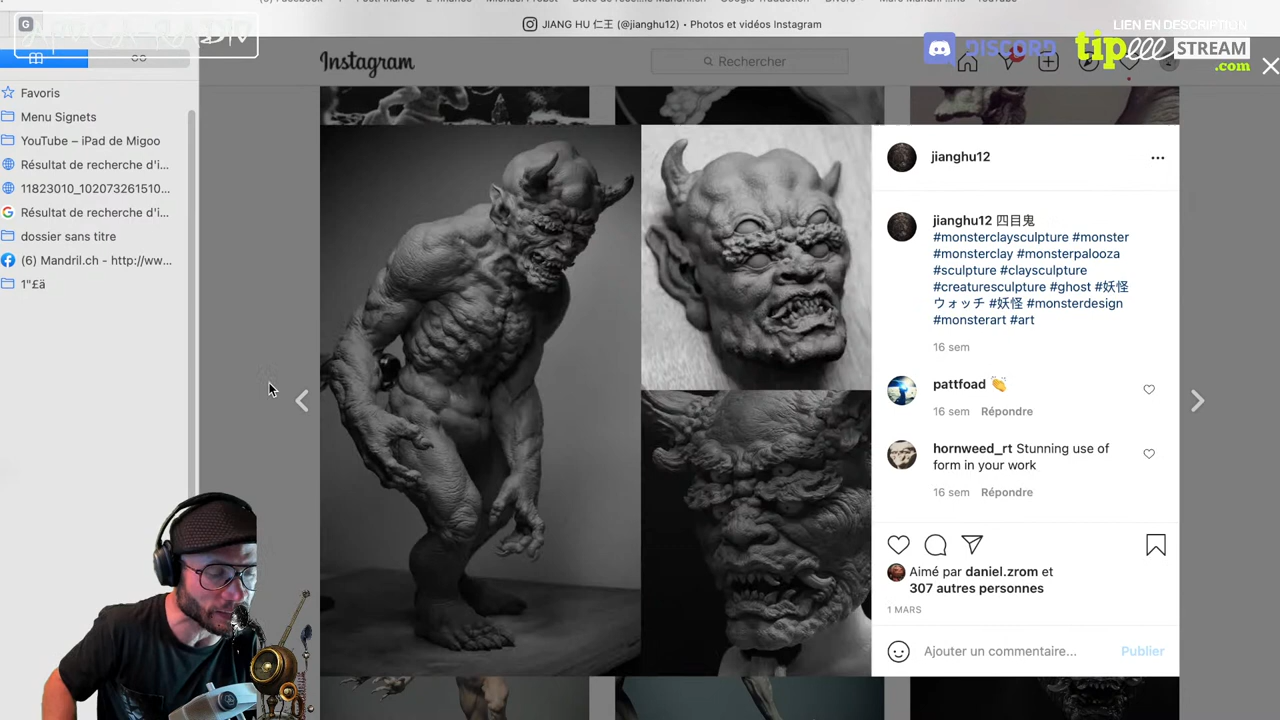 JIANG HU 仁王 (@jianghu12) • Photos et vidéos Instagram
LIEN EN DESCRIPTION
DISCORD
tipeee STREAM
.com
Instagram
Rechercher
Favoris
Menu Signets
YouTube – iPad de Migoo
Résultat de recherche d'i...
11823010_102073261510...
Résultat de recherche d'i...
dossier sans titre
(6) Mandril.ch - http://ww...
1"£ä
jianghu12
jianghu12 四目鬼
#monsterclaysculpture #monster
#monsterclay #monsterpalooza
#sculpture #claysculpture
#creaturesculpture #ghost #妖怪
ウォッチ #妖怪 #monsterdesign
#monsterart #art
16 sem
pattfoad 👏
16 sem Répondre
hornweed_rt Stunning use of
form in your work
16 sem Répondre
Aimé par daniel.zrom et
307 autres personnes
1 MARS
Ajouter un commentaire... Publier